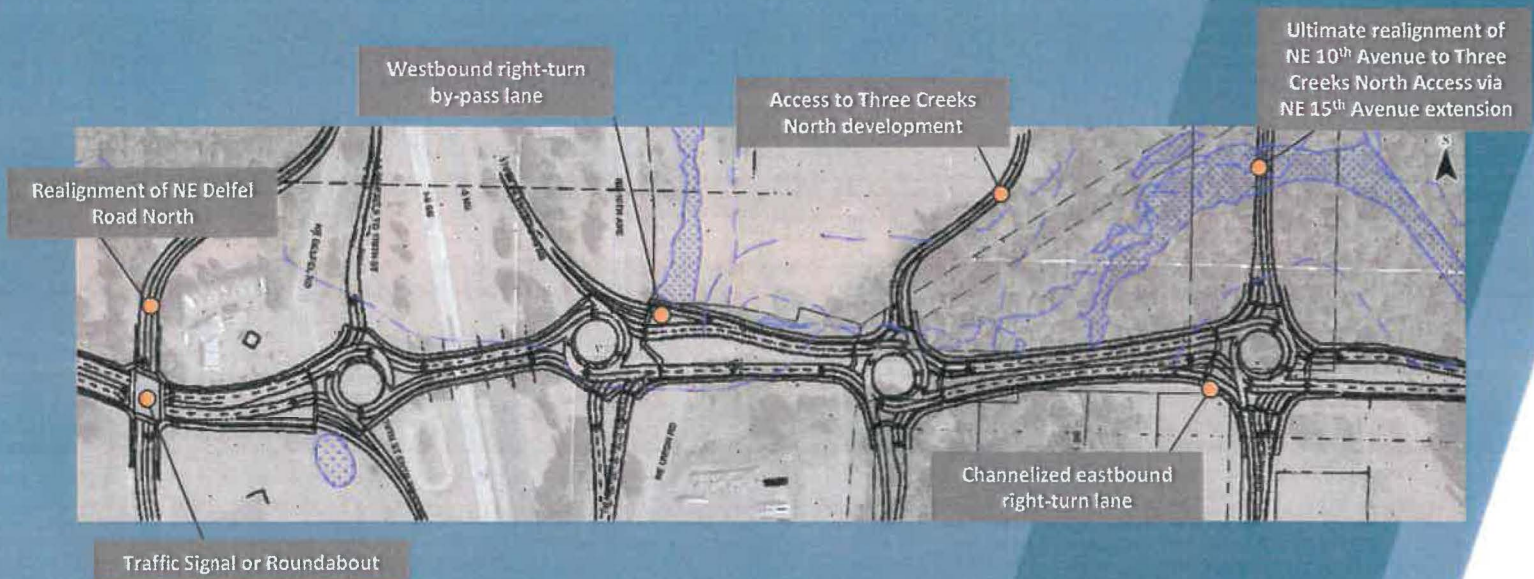 Ultimate realignment of
NE 10th Avenue to Three
Creeks North Access via
NE 15th Avenue extension
Westbound right-turn
by-pass lane
Access to Three Creeks
North development
Realignment of NE Delfel
Road North
Channelized eastbound
right-turn lane
Traffic Signal or Roundabout